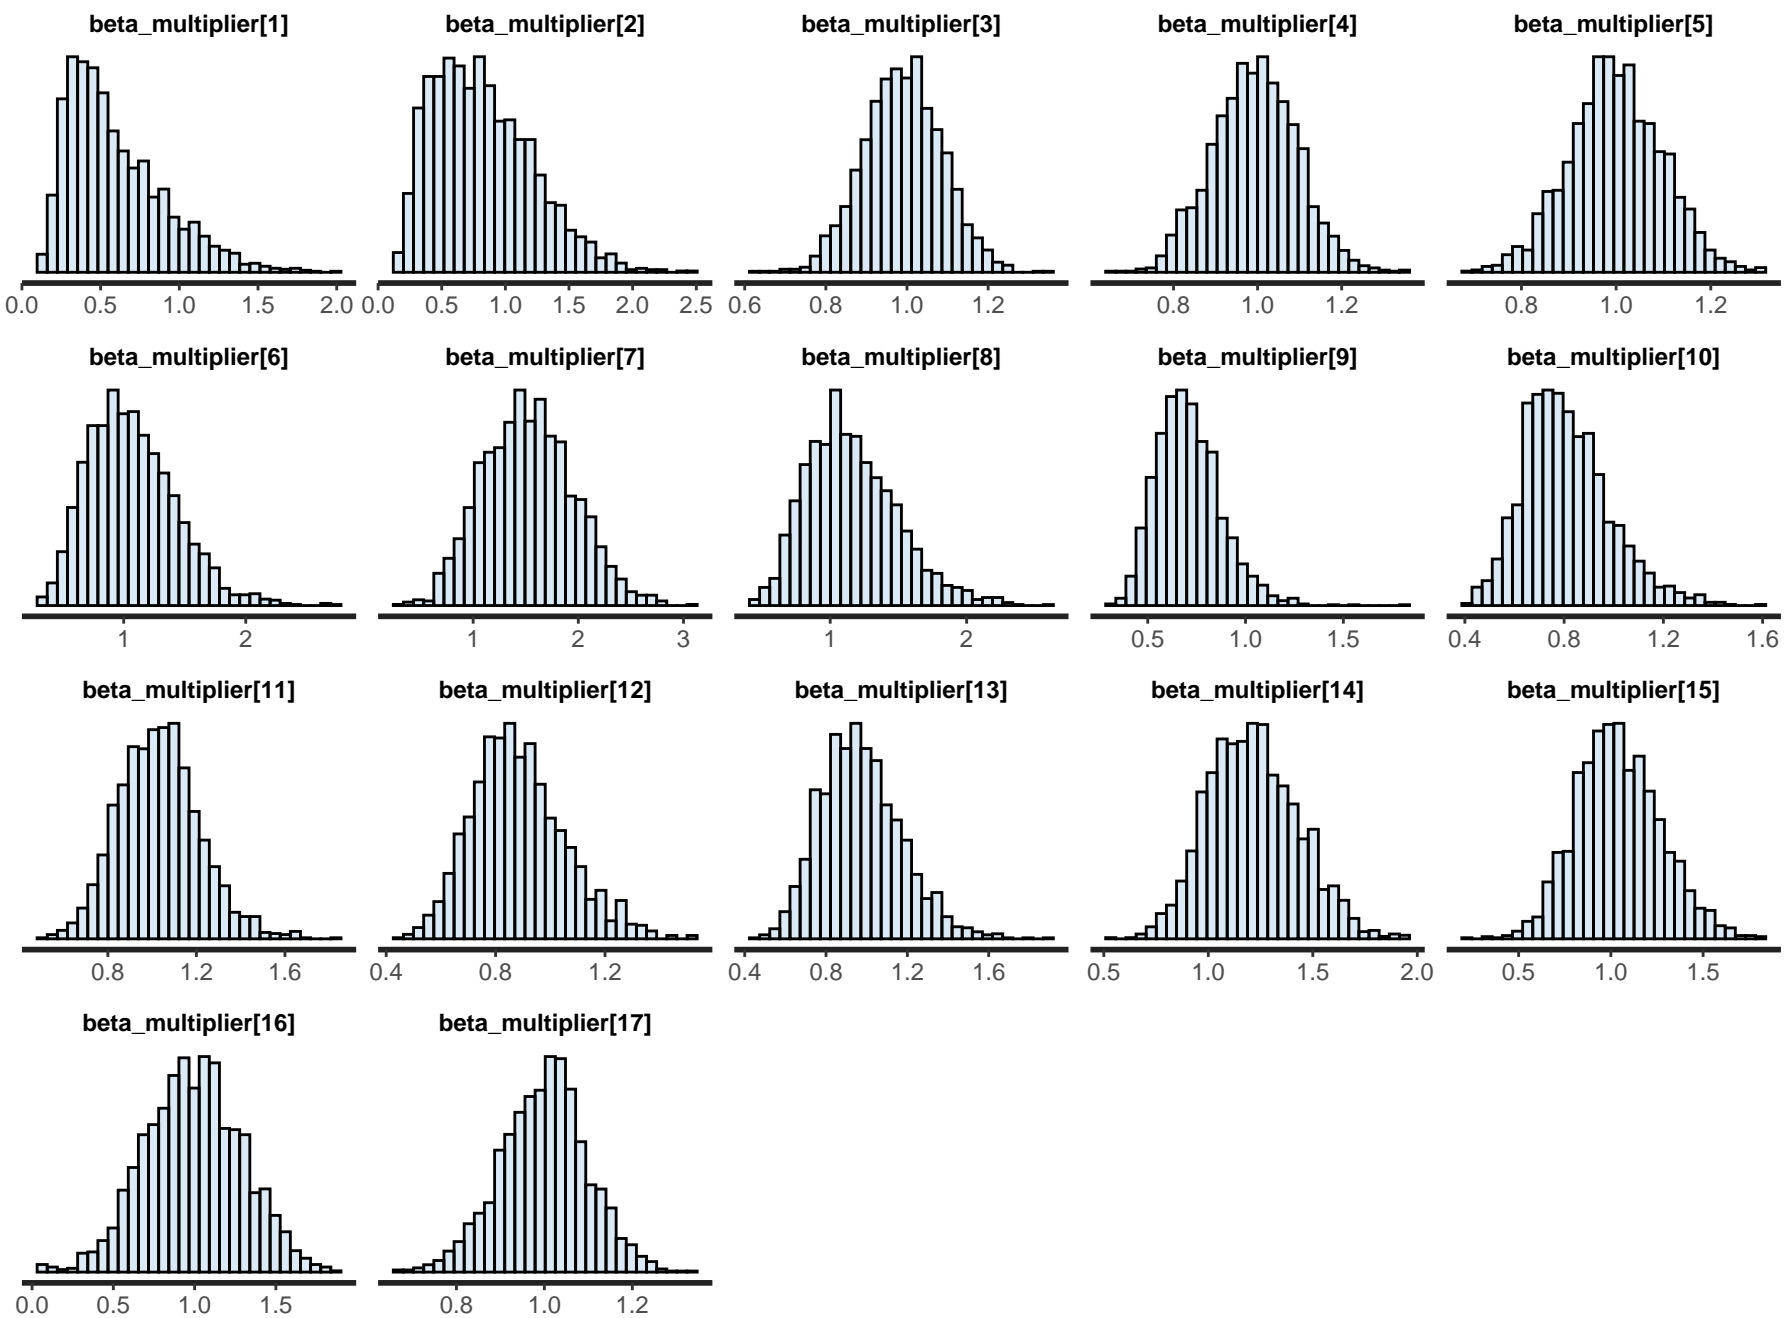 beta_multiplier[1] beta_multiplier[2] beta_multiplier[3] beta_multiplier[4] beta_multiplier[5]
0.0 0.5 1.0 1.5 2.0 0.0 0.5 1.0 1.5 2.0 2.5 0.6 0.8 1.0 1.2 0.8 1.0 1.2 0.8 1.0 1.2
beta_multiplier[6] beta_multiplier[7] beta_multiplier[8] beta_multiplier[9] beta_multiplier[10]
1 2 1 2 3 1 2 0.5 1.0 1.5 0.4 0.8 1.2 1.6
beta_multiplier[11] beta_multiplier[12] beta_multiplier[13] beta_multiplier[14] beta_multiplier[15]
0.8 1.2 1.6 0.4 0.8 1.2 0.4 0.8 1.2 1.6 0.5 1.0 1.5 2.0 0.5 1.0 1.5
beta_multiplier[16] beta_multiplier[17]
0.0 0.5 1.0 1.5 0.8 1.0 1.2